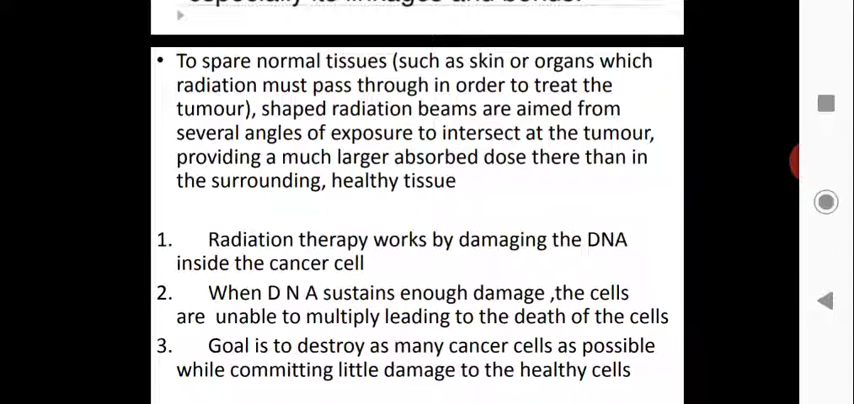 especially its linkages and bonds.
• To spare normal tissues (such as skin or organs which
radiation must pass through in order to treat the
tumour), shaped radiation beams are aimed from
several angles of exposure to intersect at the tumour,
providing a much larger absorbed dose there than in
the surrounding, healthy tissue
1. Radiation therapy works by damaging the DNA
inside the cancer cell
2. When D N A sustains enough damage ,the cells
are unable to multiply leading to the death of the cells
3. Goal is to destroy as many cancer cells as possible
while committing little damage to the healthy cells